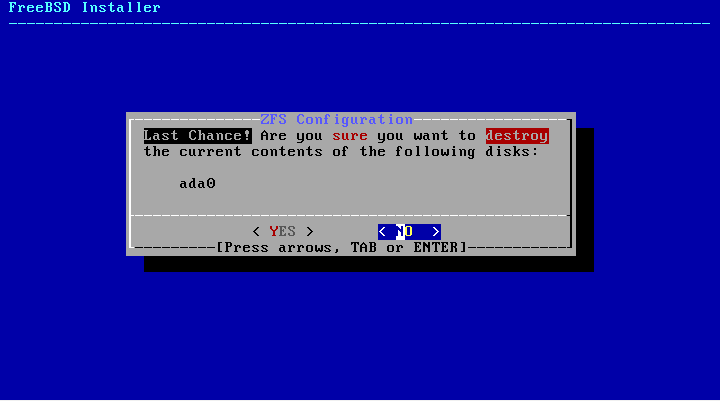 FreeBSD Installer
ZFS Configuration
Last Chance! Are you sure you want to destroy
the current contents of the following disks:
ada0
< YES > < NO >
[Press arrows, TAB or ENTER]